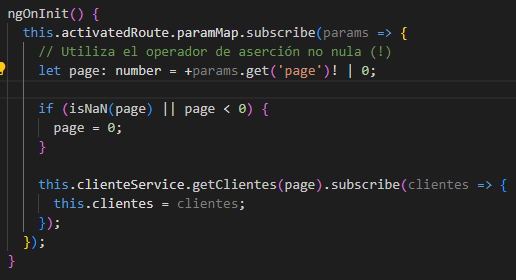 ngOnInit() {
this.activatedRoute.paramMap.subscribe(params => {
// Utiliza el operador de aserción no nula (!)
let page: number = +params.get('page')! | 0;
if (isNaN(page) || page < 0) {
page = 0;
}
this.clienteService.getClientes(page).subscribe(clientes => {
this.clientes = clientes;
});
});
}